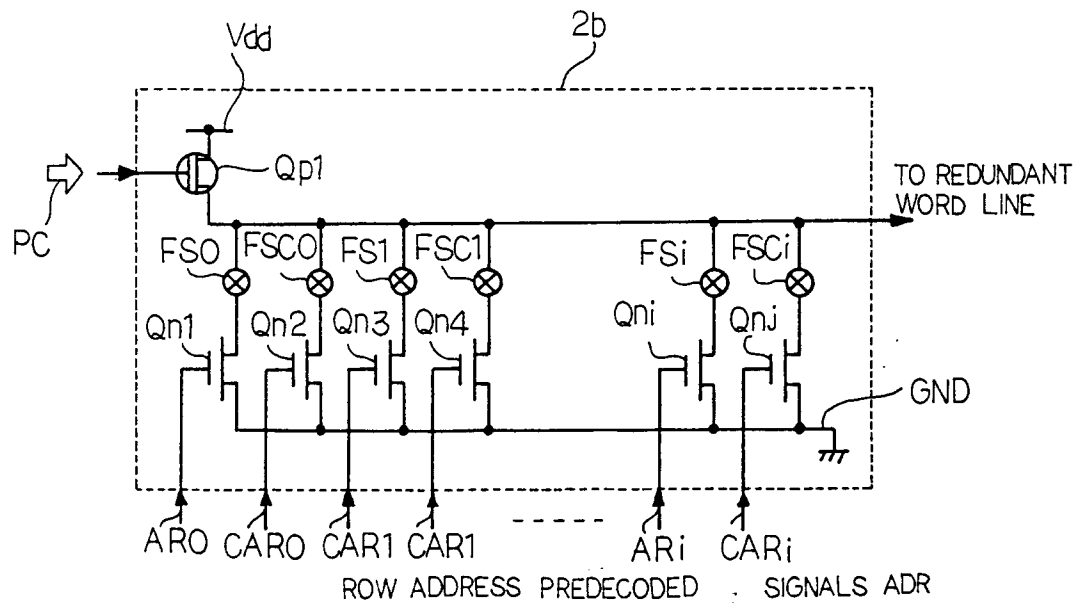 2b
Vdd
Qp1
PC
TO REDUNDANT
WORD LINE
FS0
FSC0
FS1
FSC1
FSi
FSCi
Qn1
Qn2
Qn3
Qn4
Qni
Qnj
GND
AR0
CAR0
CAR1
CAR1
ARi
CARi
ROW ADDRESS PREDECODED SIGNALS ADR